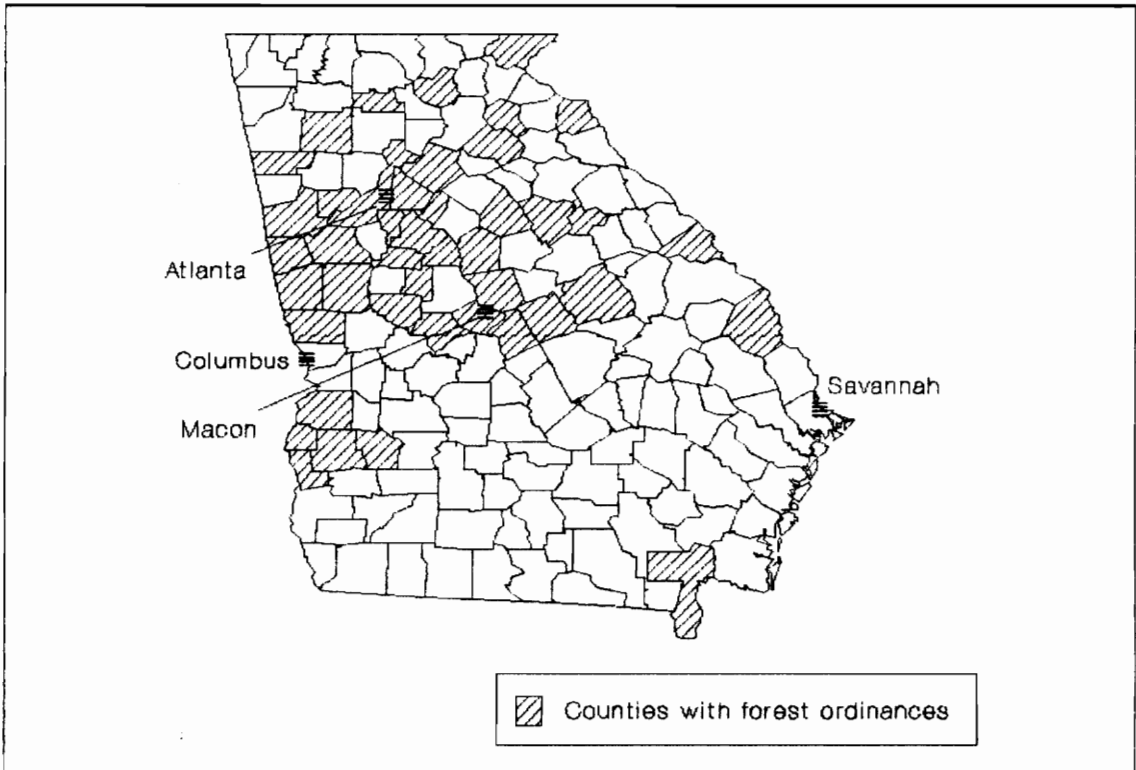 Atlanta
Columbus
Macon
Savannah
Counties with forest ordinances